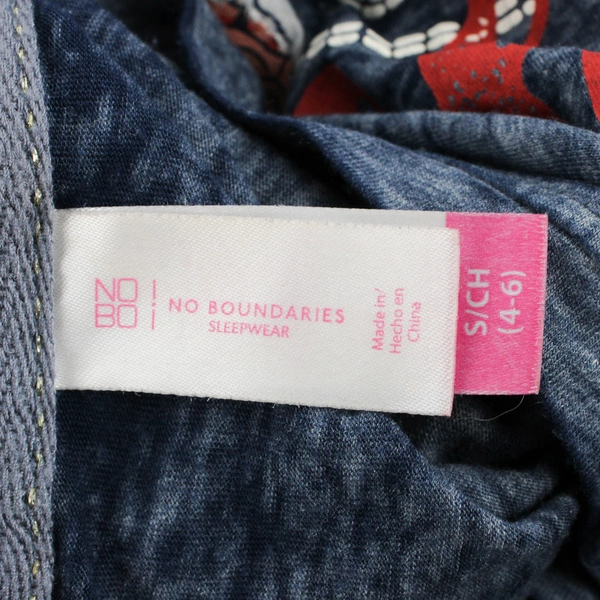 NO
BO
NO BOUNDARIES
SLEEPWEAR
Made in/
Hecho en
China
S/CH
(4-6)